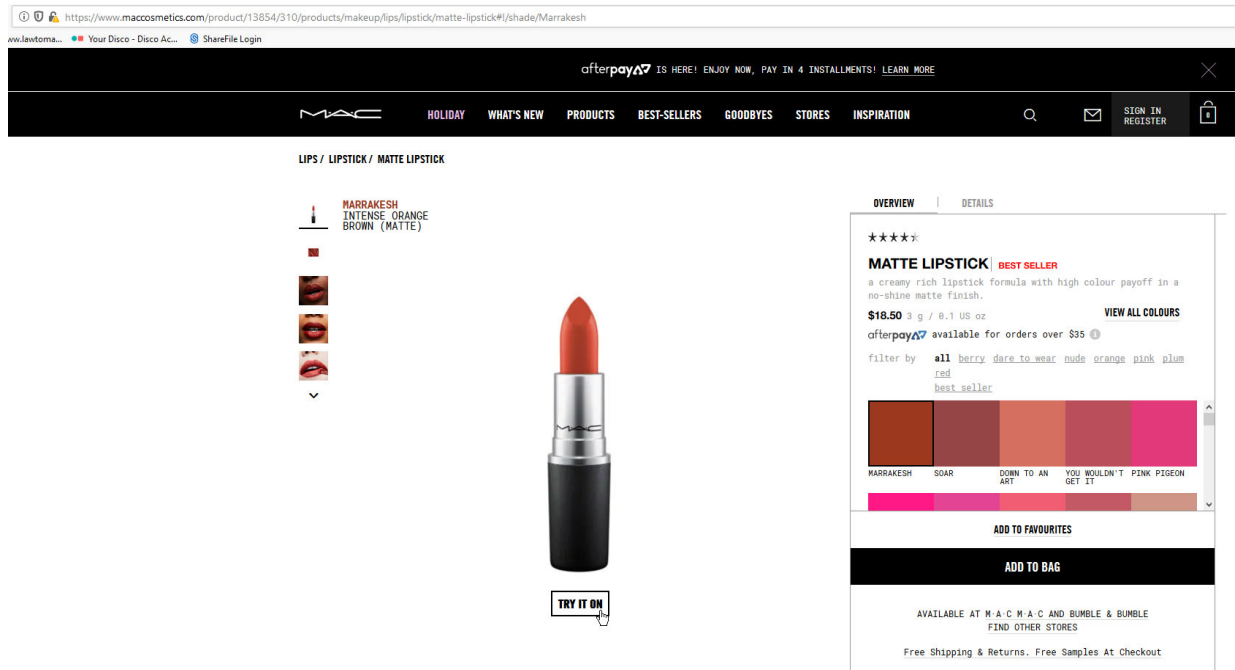 https://www.maccosmetics.com/product/13854/310/products/makeup/lips/lipstick/matte-lipstick#!/shade/Marrakesh
ww.lawtoma... Your Disco - Disco Ac... ShareFile Login
afterpay IS HERE! ENJOY NOW, PAY IN 4 INSTALLMENTS! LEARN MORE
MAC HOLIDAY WHAT'S NEW PRODUCTS BEST-SELLERS GOODBYES STORES INSPIRATION SIGN IN
REGISTER
0
LIPS / LIPSTICK / MATTE LIPSTICK
MARRAKESH
INTENSE ORANGE
BROWN (MATTE)
MAC
TRY IT ON
OVERVIEW | DETAILS
MATTE LIPSTICK | BEST SELLER
a creamy rich lipstick formula with high colour payoff in a
no-shine matte finish.
$18.50 3 g / 0.1 US oz VIEW ALL COLOURS
afterpay available for orders over $35
filter by all berry dare to wear nude orange pink plum
red
best seller
MARRAKESH SOAR DOWN TO AN ART YOU WOULDN'T GET IT PINK PIGEON
ADD TO FAVOURITES
ADD TO BAG
AVAILABLE AT M·A·C M·A·C AND BUMBLE & BUMBLE
FIND OTHER STORES
Free Shipping & Returns. Free Samples At Checkout